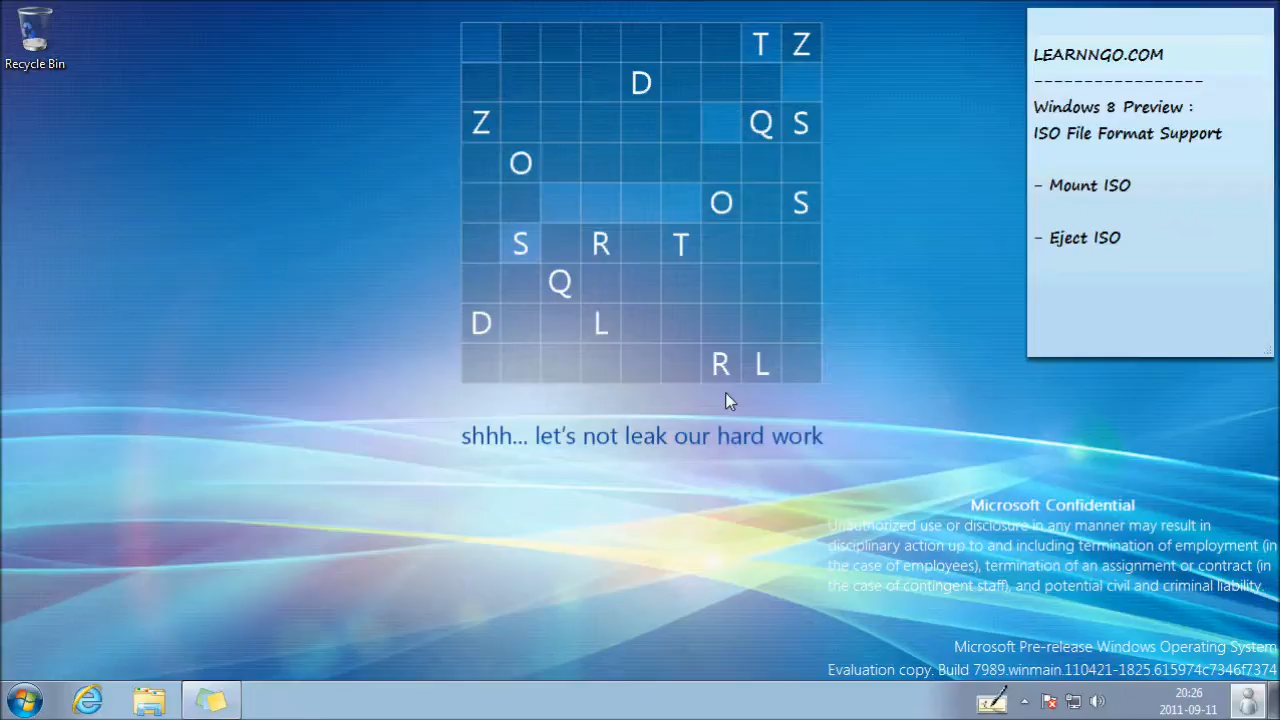 Recycle Bin
T Z
D
Z Q S
O
O S
S R T
Q
D L
R L
shhh... let's not leak our hard work
LEARNNGO.COM
-----------------
Windows 8 Preview :
ISO File Format Support
- Mount ISO
- Eject ISO
Microsoft Confidential
Unauthorized use or disclosure in any manner may result in
disciplinary action up to and including termination of employment (in
the case of employees), termination of an assignment or contract (in
the case of contingent staff), and potential civil and criminal liability.
Microsoft Pre-release Windows Operating System
Evaluation copy. Build 7989.winmain.110421-1825.615974c7346f7374
20:26
2011-09-11